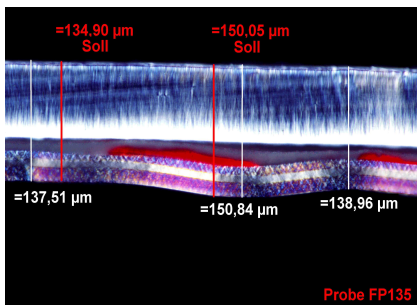 =134,90 µm
Soll
=150,05 µm
Soll
=137,51 µm
=150,84 µm
=138,96 µm
Probe FP135